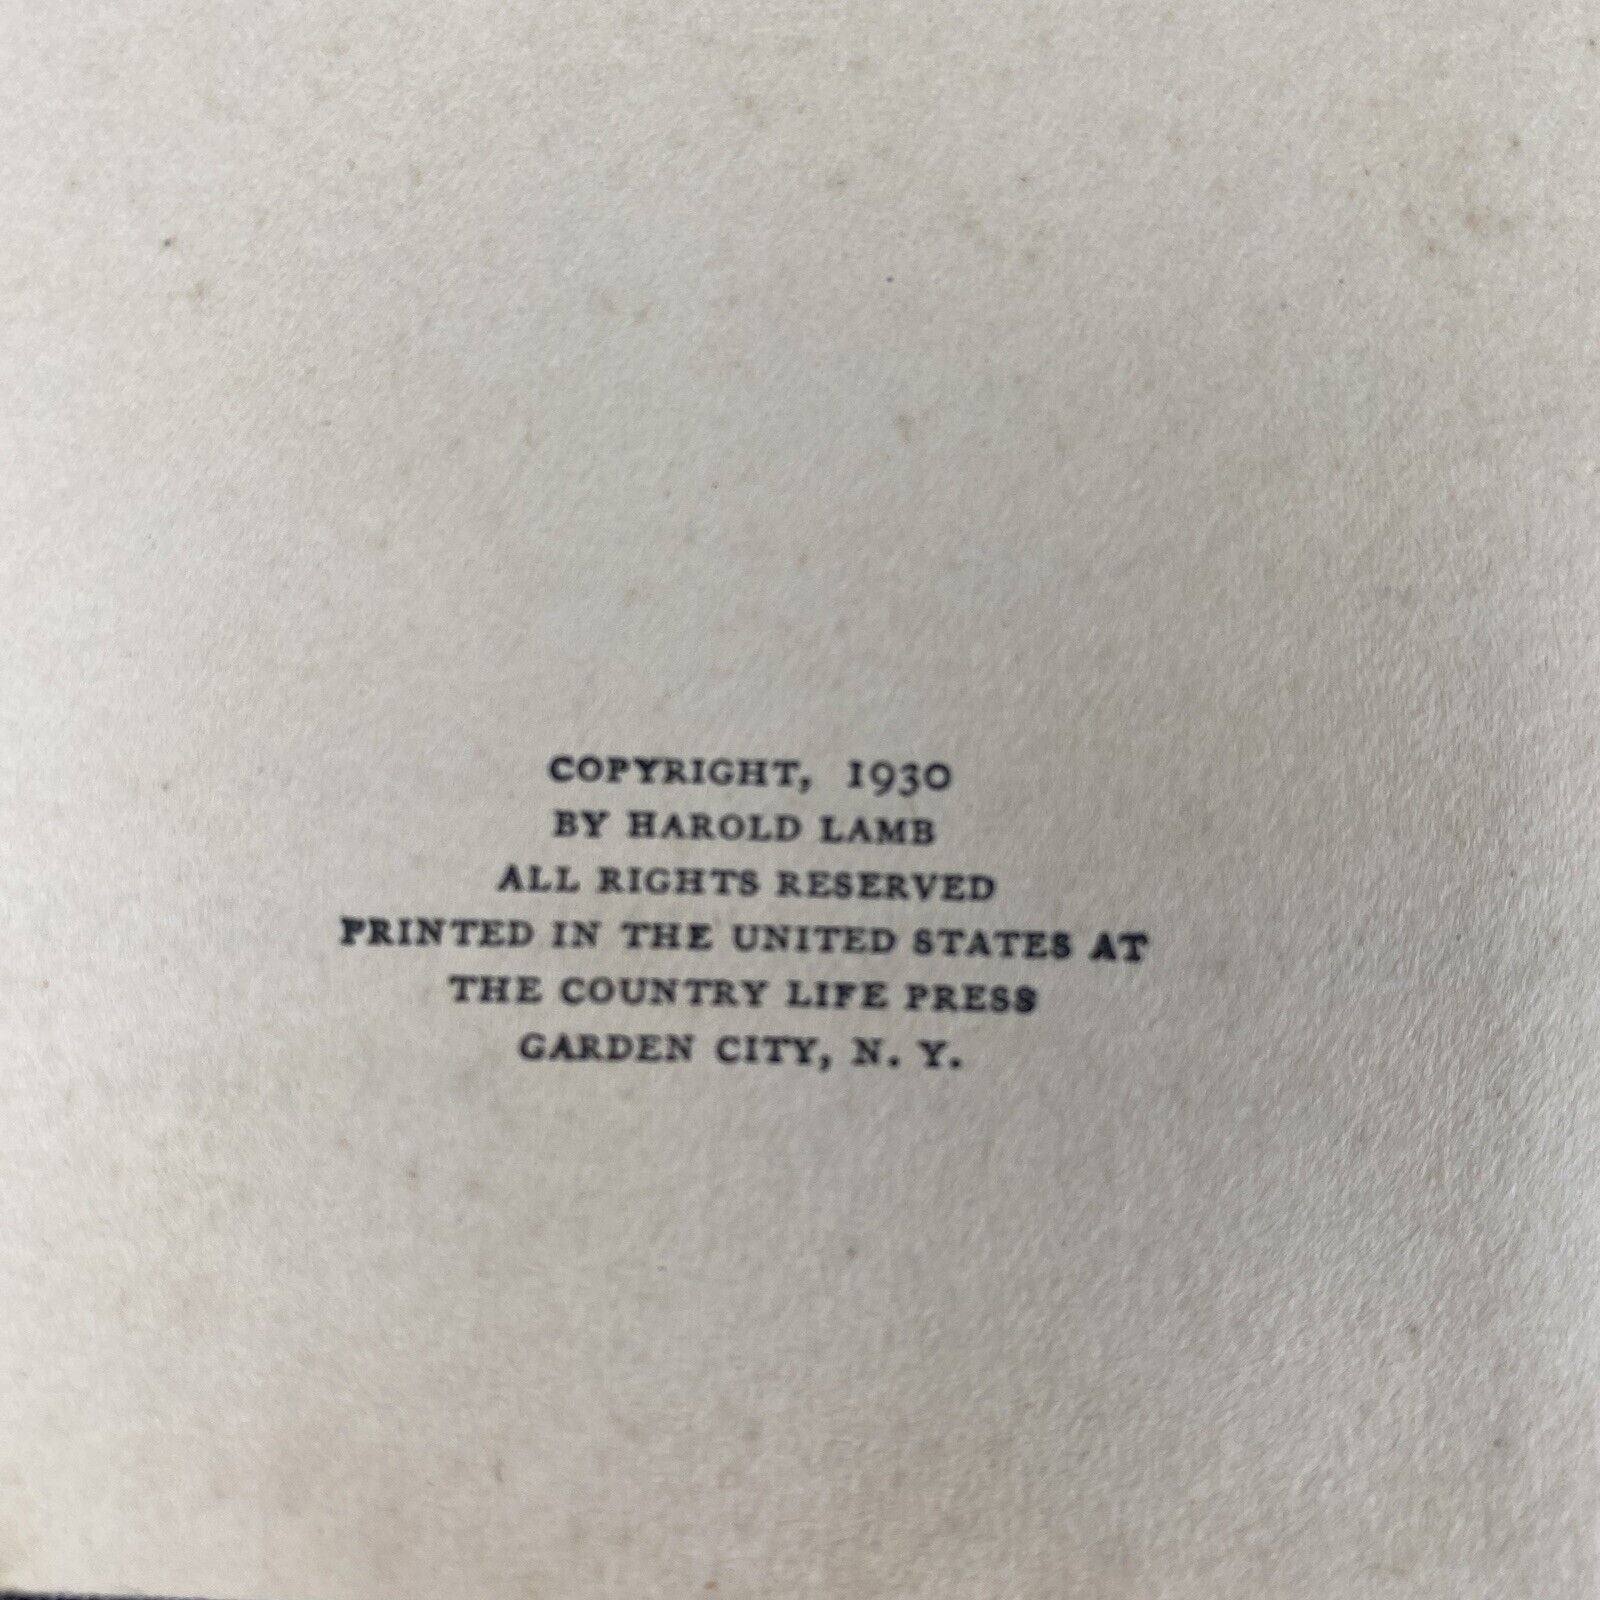 COPYRIGHT, 1930
BY HAROLD LAMB
ALL RIGHTS RESERVED
PRINTED IN THE UNITED STATES AT
THE COUNTRY LIFE PRESS
GARDEN CITY, N. Y.